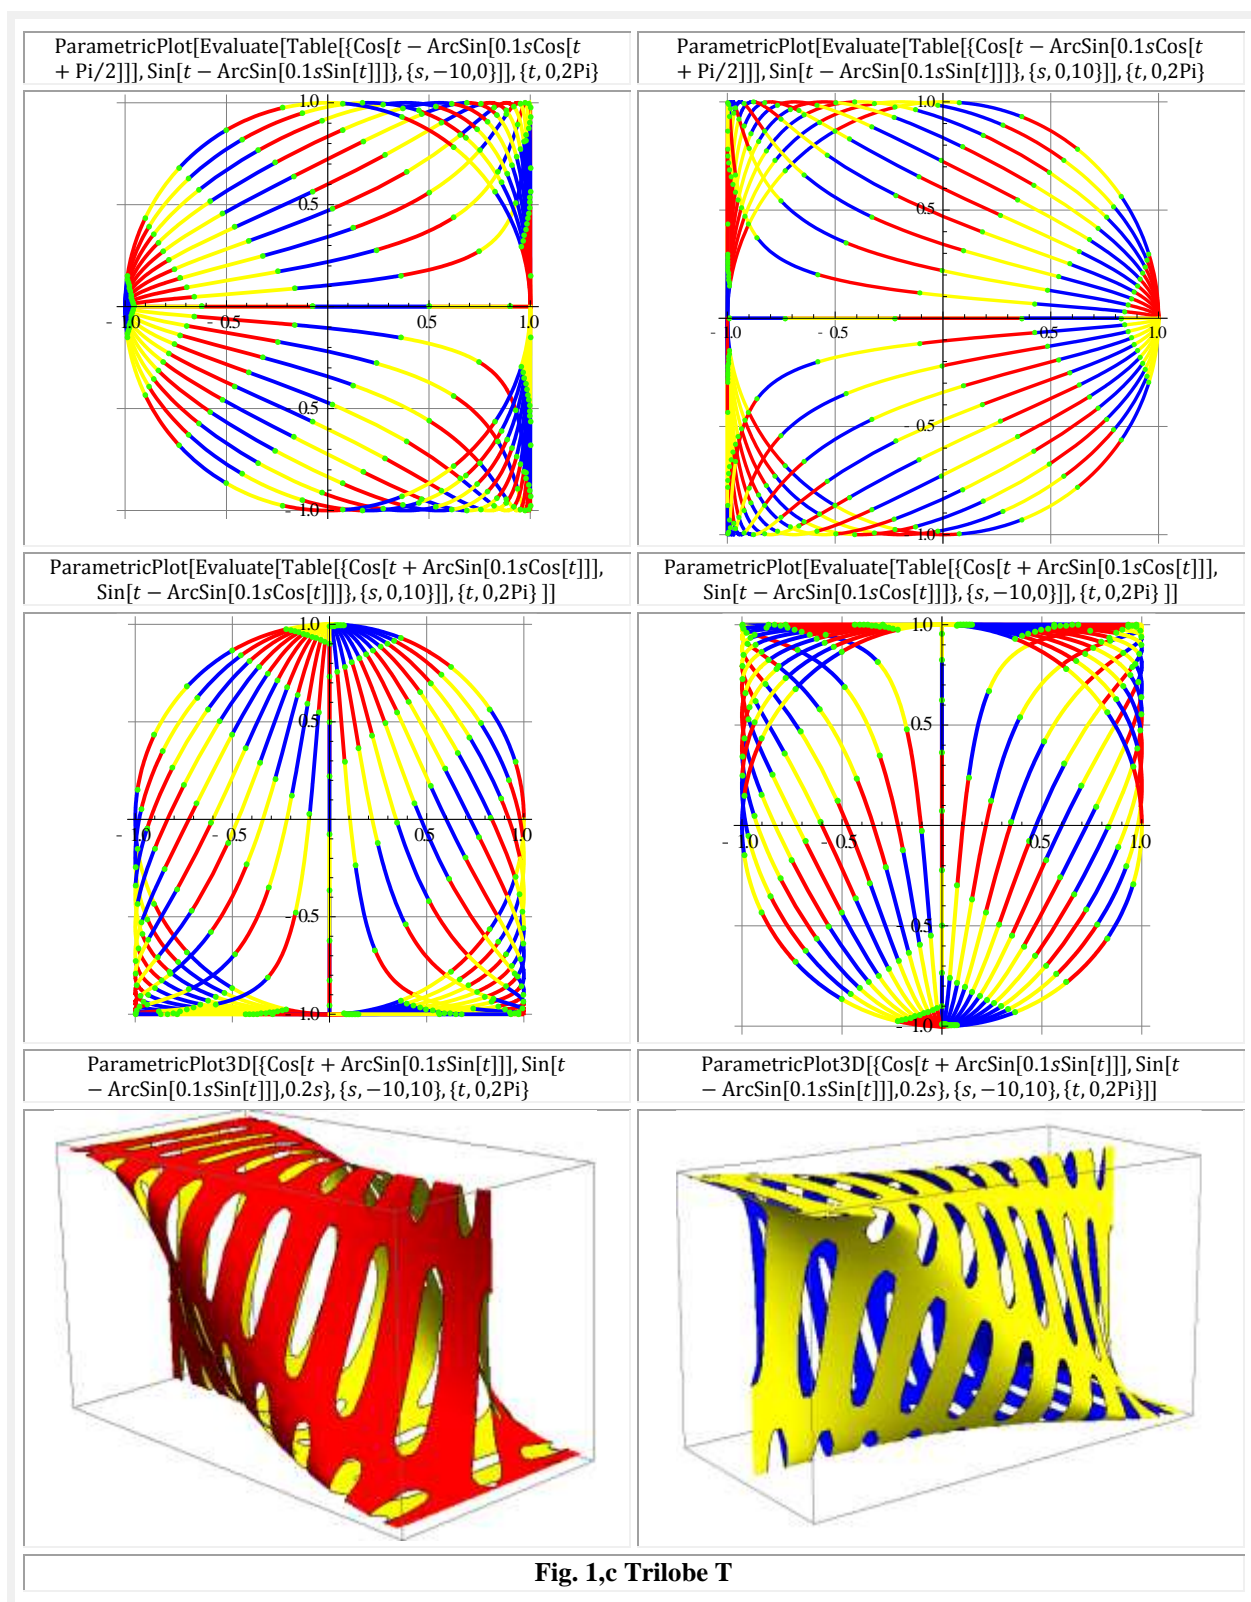 ParametricPlot[Evaluate[Table[{Cos[t − ArcSin[0.1sCos[t
+ Pi/2]]], Sin[t − ArcSin[0.1sSin[t]]]}, {s, −10,0}]], {t, 0,2Pi}
ParametricPlot[Evaluate[Table[{Cos[t − ArcSin[0.1sCos[t
+ Pi/2]]], Sin[t − ArcSin[0.1sSin[t]]]}, {s, 0,10}]], {t, 0,2Pi}
1.0
0.5
- 1.0
- 0.5
0.5
1.0
- 0.5
- 1.0
1.0
0.5
- 1.0
- 0.5
0.5
1.0
- 0.5
1.0
ParametricPlot[Evaluate[Table[{Cos[t + ArcSin[0.1sCos[t]]],
Sin[t − ArcSin[0.1sCos[t]]]}, {s, 0,10}]], {t, 0,2Pi} ]]
ParametricPlot[Evaluate[Table[{Cos[t + ArcSin[0.1sCos[t]]],
Sin[t − ArcSin[0.1sCos[t]]]}, {s, −10,0}]], {t, 0,2Pi} ]]
1.0
0.5
- 1.0
- 0.5
0.5
1.0
- 0.5
- 1.0
1.0
0.5
- 1.0
- 0.5
0.5
1.0
- 0.5
- 1.0
ParametricPlot3D[{Cos[t + ArcSin[0.1sSin[t]]], Sin[t
− ArcSin[0.1sSin[t]]],0.2s}, {s, −10,10}, {t, 0,2Pi}
ParametricPlot3D[{Cos[t + ArcSin[0.1sSin[t]]], Sin[t
− ArcSin[0.1sSin[t]]],0.2s}, {s, −10,10}, {t, 0,2Pi}]]
Fig. 1,c Trilobe T